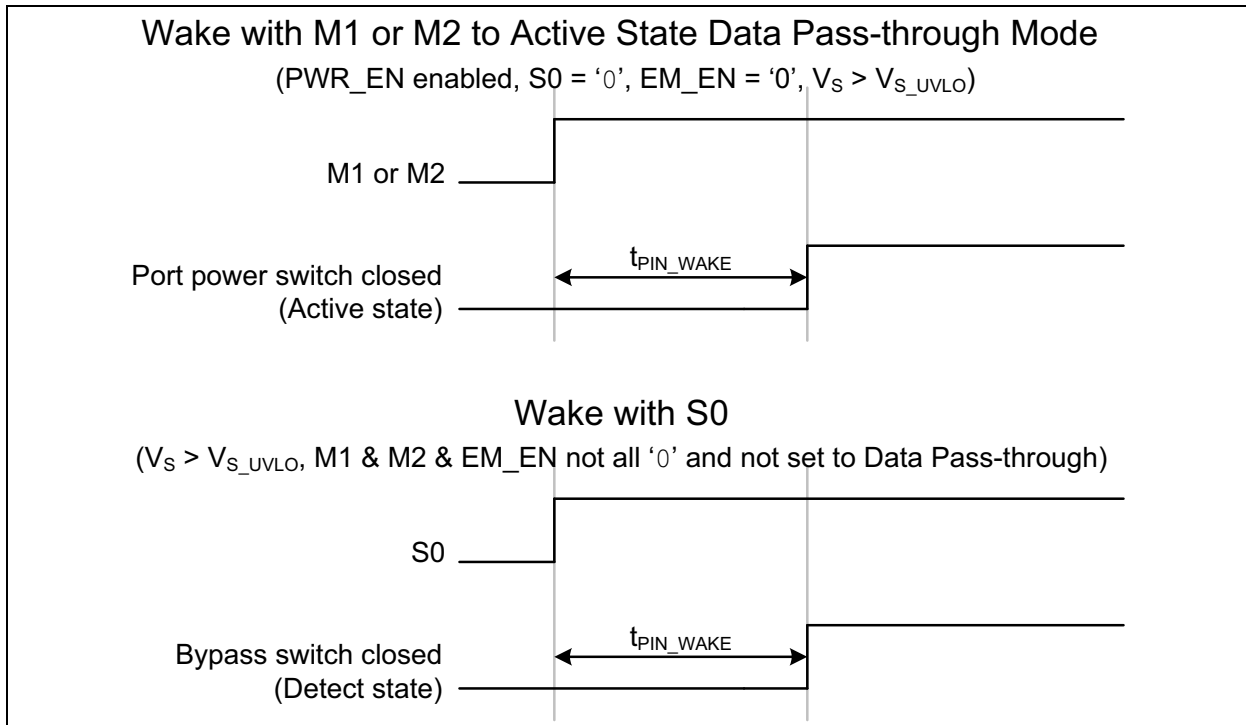 Wake with M1 or M2 to Active State Data Pass-through Mode
(PWR_EN enabled, S0 = ‘0’, EM_EN = ‘0’, VS > VS_UVLO)
M1 or M2
tPIN_WAKE
Port power switch closed
(Active state)
Wake with S0
(VS > VS_UVLO, M1 & M2 & EM_EN not all ‘0’ and not set to Data Pass-through)
S0
tPIN_WAKE
Bypass switch closed
(Detect state)